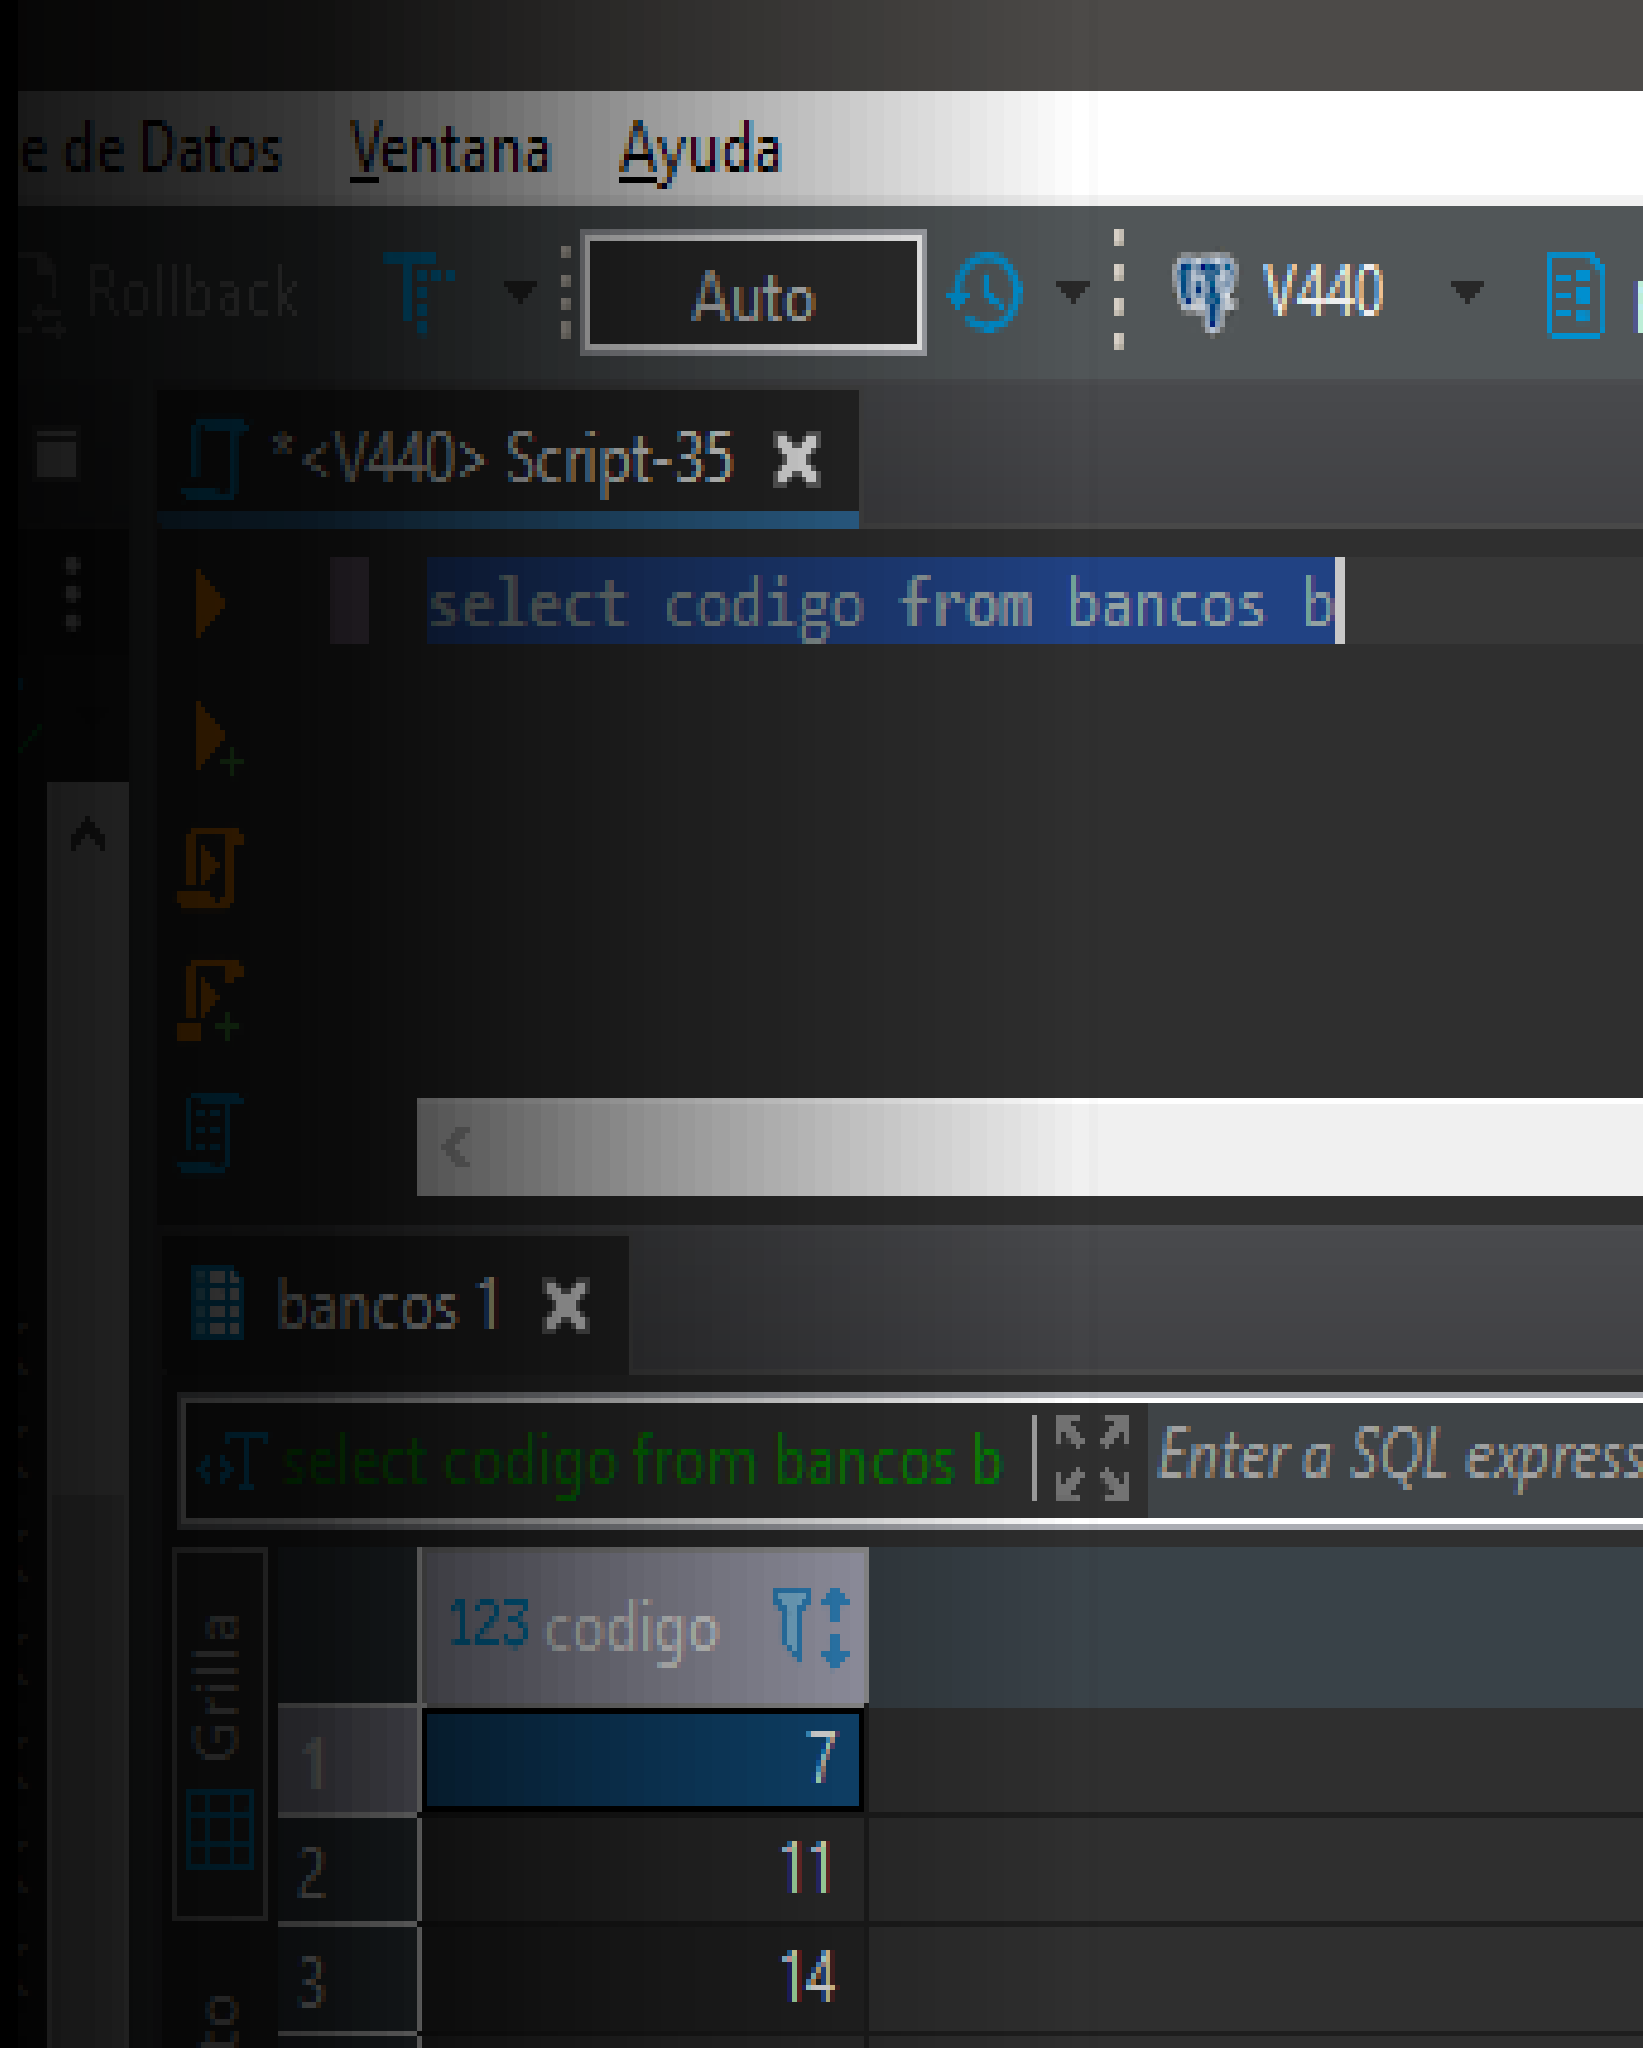 e de Datos Ventana Ayuda
Rollback Auto V440
*<V440> Script-35
select codigo from bancos b
bancos 1
select codigo from bancos b Enter a SQL express
Grilla
123 codigo
1 7
2 11
3 14
to